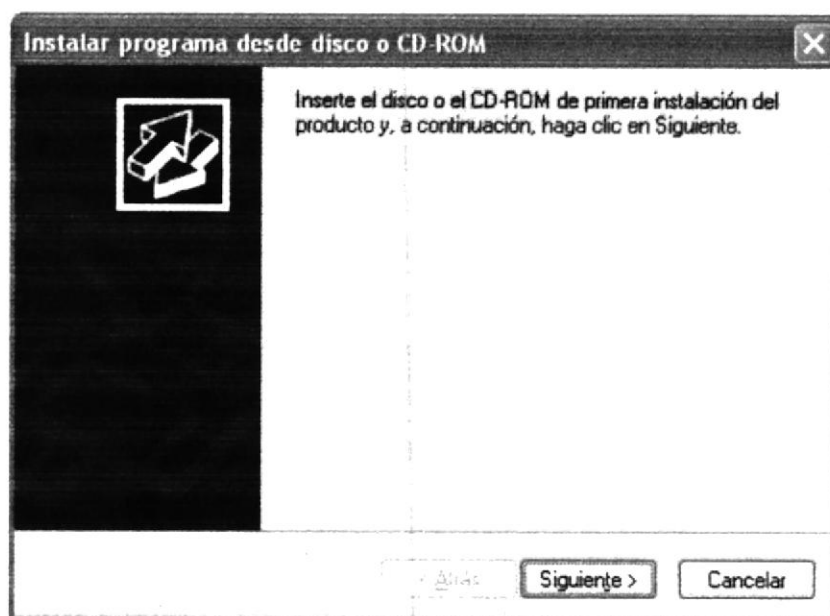 Instalar programa desde disco o CD-ROM
Inserte el disco o el CD-ROM de primera instalación del
producto y, a continuación, haga clic en Siguiente.
< Atrás
Siguiente >
Cancelar